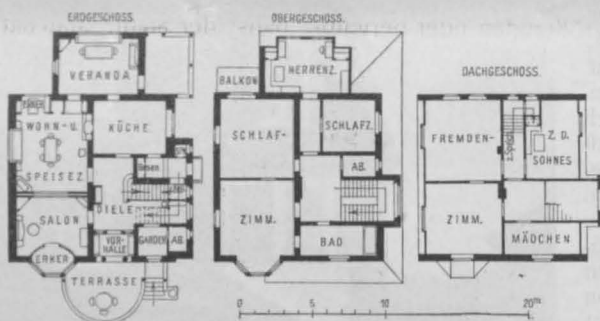 ERDGESCHOSS.
VERANDA
ERKER
WOHN- U.
SPEISEZ.
KÜCHE
DIELE
SALON
ERKER
VOR-
HALLE
GARDER.
AB.
TERRASSE
OBERGESCHOSS.
BALKON
HERRENZ.
SCHLAF-
SCHLAFZ.
AB.
ZIMM.
BAD
DACHGESCHOSS.
FREMDEN-
Z. D.
SOHNES
ZIMM.
MÄDCHEN
0 5 10 20m